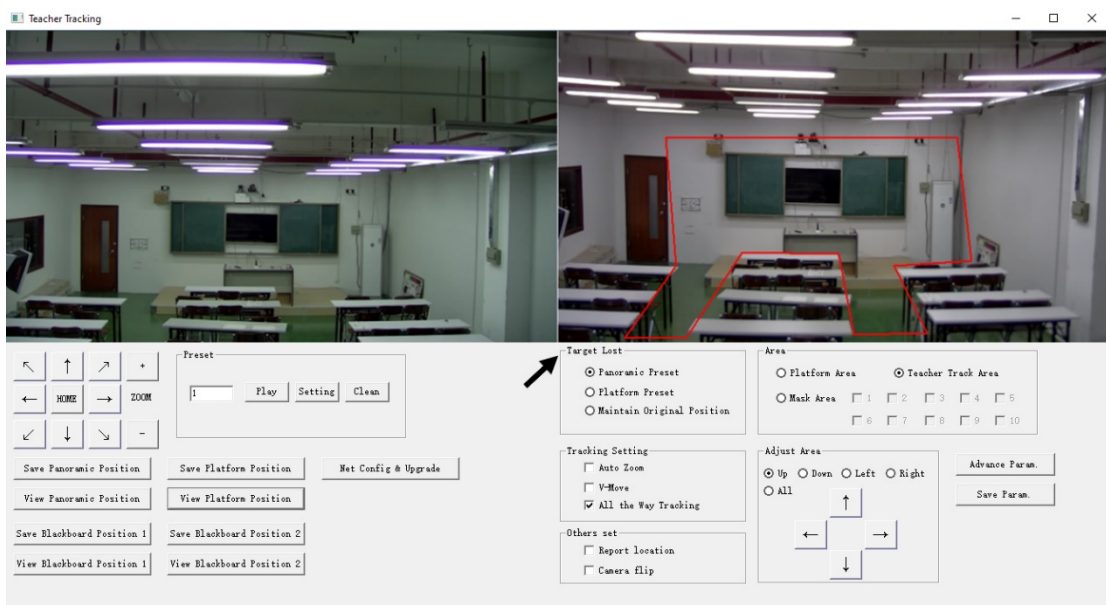 Teacher Tracking
Preset
1
Play
Setting
Clean
HOME
ZOOM
+
-
Save Panoramic Position
Save Platform Position
Net Config & Upgrade
View Panoramic Position
View Platform Position
Save Blackboard Position 1
Save Blackboard Position 2
View Blackboard Position 1
View Blackboard Position 2
Target Lost
Panoramic Preset
Platform Preset
Maintain Original Position
Area
Platform Area
Teacher Track Area
Mask Area
1
2
3
4
5
6
7
8
9
10
Tracking Setting
Auto Zoom
V-Move
All the Way Tracking
Others set
Report location
Camera flip
Adjust Area
Up
Down
Left
Right
All
Advance Param.
Save Param.